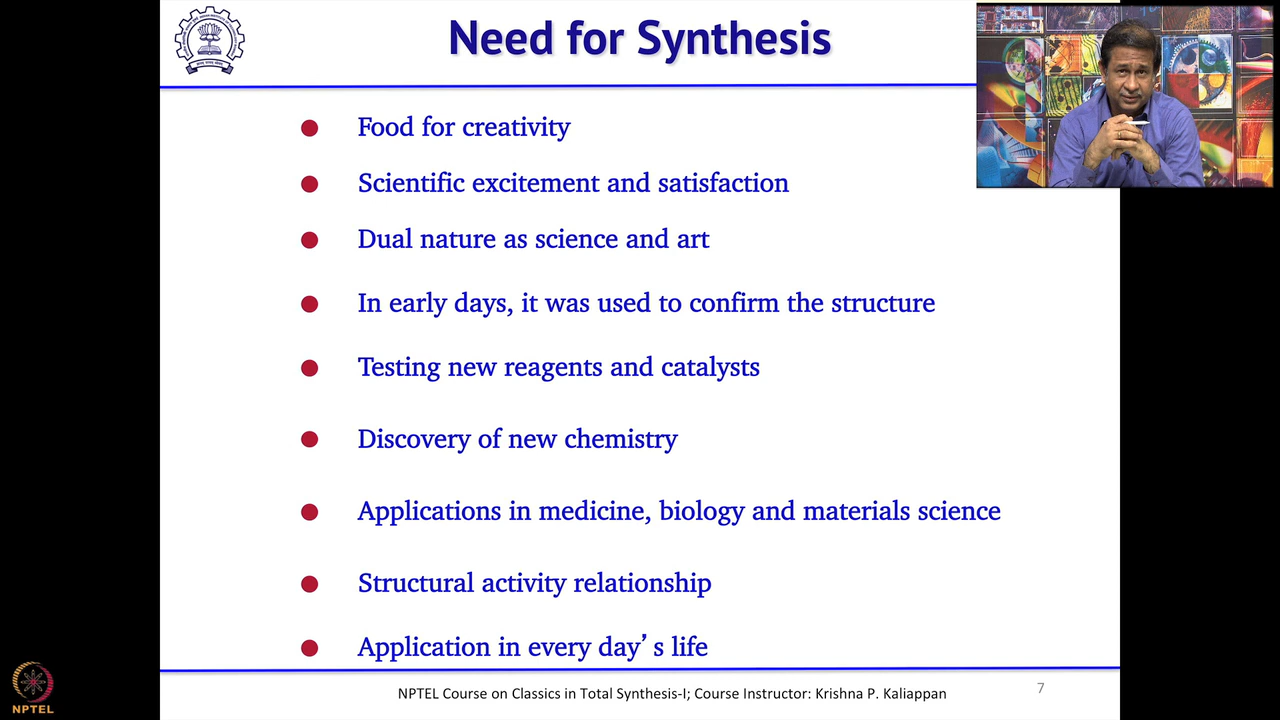 Need for Synthesis
Food for creativity
Scientific excitement and satisfaction
Dual nature as science and art
In early days, it was used to confirm the structure
Testing new reagents and catalysts
Discovery of new chemistry
Applications in medicine, biology and materials science
Structural activity relationship
Application in every day’ s life
NPTEL Course on Classics in Total Synthesis-I; Course Instructor: Krishna P. Kaliappan
7
NPTEL